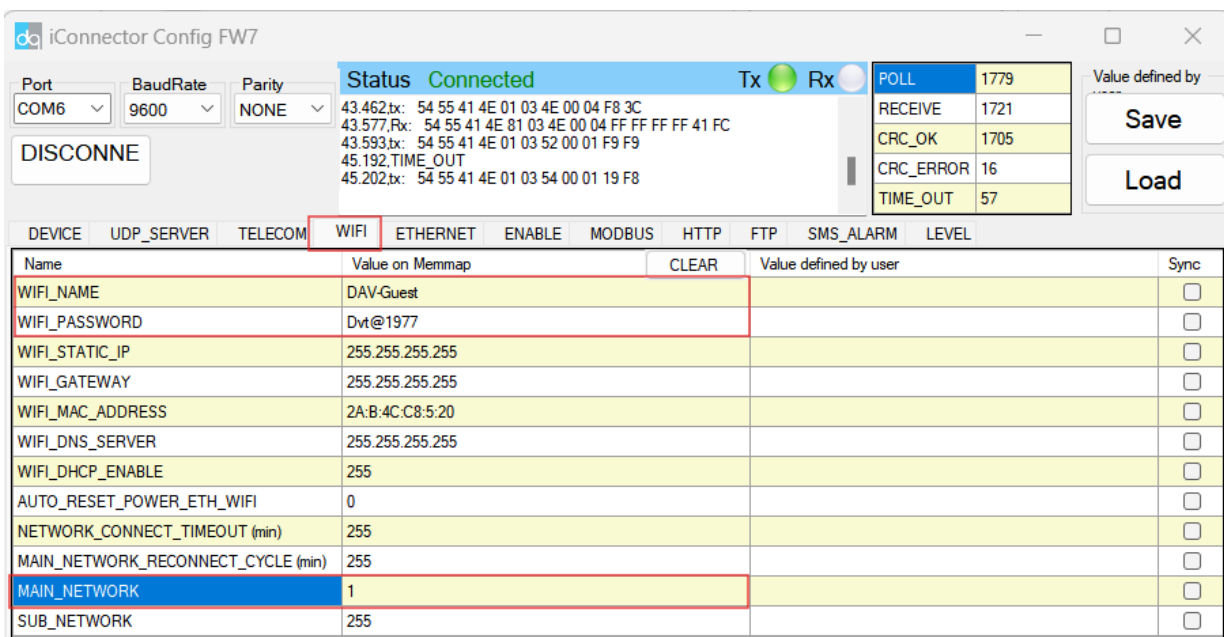 dq iConnector Config FW7
Port BaudRate Parity
COM6 9600 NONE
DISCONNE
Status Connected Tx Rx
43.462,tx: 54 55 41 4E 01 03 4E 00 04 F8 3C
43.577,Rx: 54 55 41 4E 81 03 4E 00 04 FF FF FF FF 41 FC
43.593,tx: 54 55 41 4E 01 03 52 00 01 F9 F9
45.192,TIME_OUT
45.202,tx: 54 55 41 4E 01 03 54 00 01 19 F8
POLL 1779
RECEIVE 1721
CRC_OK 1705
CRC_ERROR 16
TIME_OUT 57
Value defined by
Save
Load
DEVICE UDP_SERVER TELECOM WIFI ETHERNET ENABLE MODBUS HTTP FTP SMS_ALARM LEVEL
Name Value on Memmap CLEAR Value defined by user Sync
WIFI_NAME DAV-Guest
WIFI_PASSWORD Dvt@1977
WIFI_STATIC_IP 255.255.255.255
WIFI_GATEWAY 255.255.255.255
WIFI_MAC_ADDRESS 2A:B:4C:C8:5:20
WIFI_DNS_SERVER 255.255.255.255
WIFI_DHCP_ENABLE 255
AUTO_RESET_POWER_ETH_WIFI 0
NETWORK_CONNECT_TIMEOUT (min) 255
MAIN_NETWORK_RECONNECT_CYCLE (min) 255
MAIN_NETWORK 1
SUB_NETWORK 255